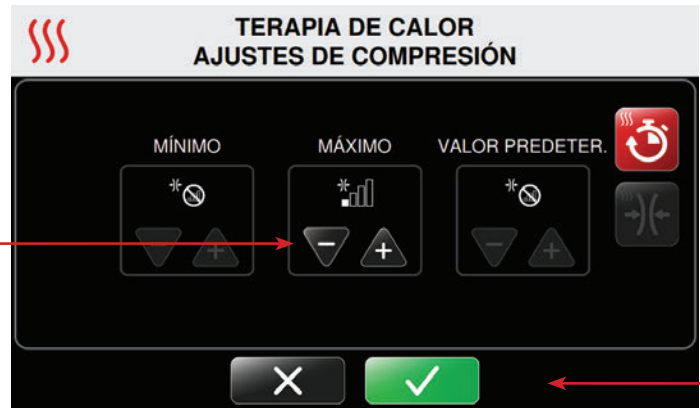 TERAPIA DE CALOR
AJUSTES DE COMPRESIÓN
MÍNIMO
MÁXIMO
VALOR PREDETER.